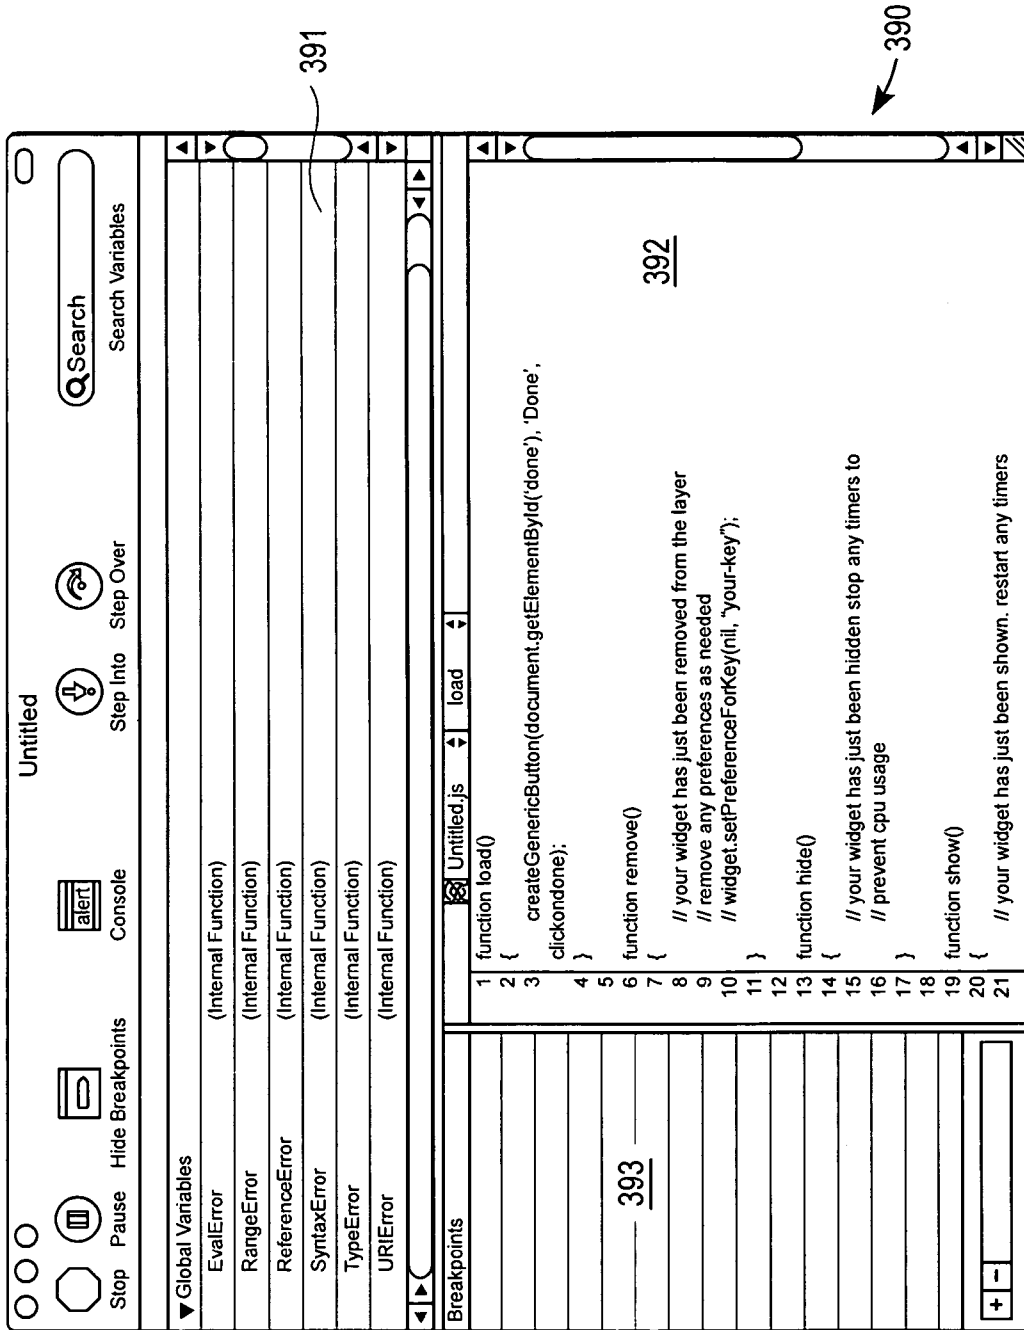 Untitled
Stop Pause Hide Breakpoints alert Console Step Into Step Over Search Search Variables
▼Global Variables
EvalError (Internal Function)
RangeError (Internal Function)
ReferenceError (Internal Function)
SyntaxError (Internal Function)
TypeError (Internal Function)
URIError (Internal Function)
391
Breakpoints
Untitled.js load
393
1 function load()
2 {
3 createGenericButton(document.getElementById('done'), 'Done',
clickondone);
4 }
5
6 function remove()
7 {
8 // your widget has just been removed from the layer
9 // remove any preferences as needed
10 // widget.setPreferenceForKey(nil, "your-key");
11 }
12
13 function hide()
14 {
15 // your widget has just been hidden stop any timers to
16 // prevent cpu usage
17 }
18
19 function show()
20 {
21 // your widget has just been shown. restart any timers
392
+ -
390